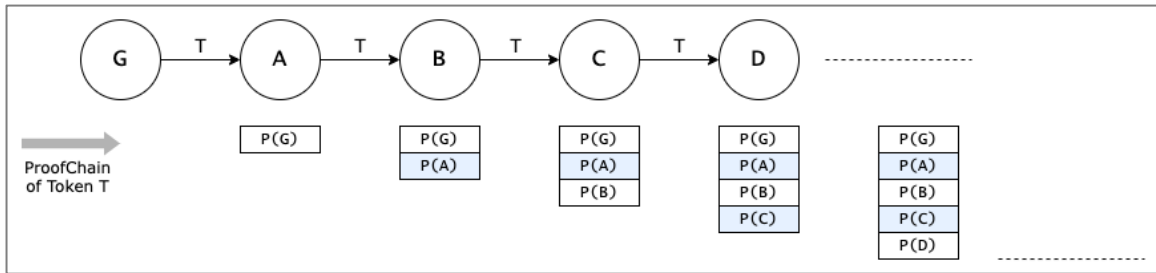 G T A T B T C T D
ProofChain
of Token T
P(G) P(G) P(G) P(G) P(G)
P(A) P(A) P(A) P(A)
P(B) P(B) P(B)
P(C) P(C)
P(D)